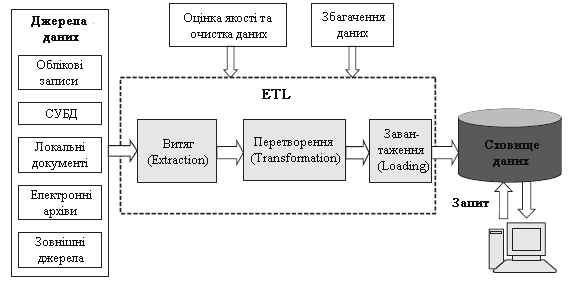 Джерела
даних
Облікові
записи
СУБД
Локальні
документі
Електронні
архіви
Зовнішні
джерела
Оцінка якості та
очистка даних
Збагачення
даних
ETL
Витяг
(Extraction)
Перетворення
(Transformation)
Заван-
таження
(Loading)
Сховище
даних
Запит